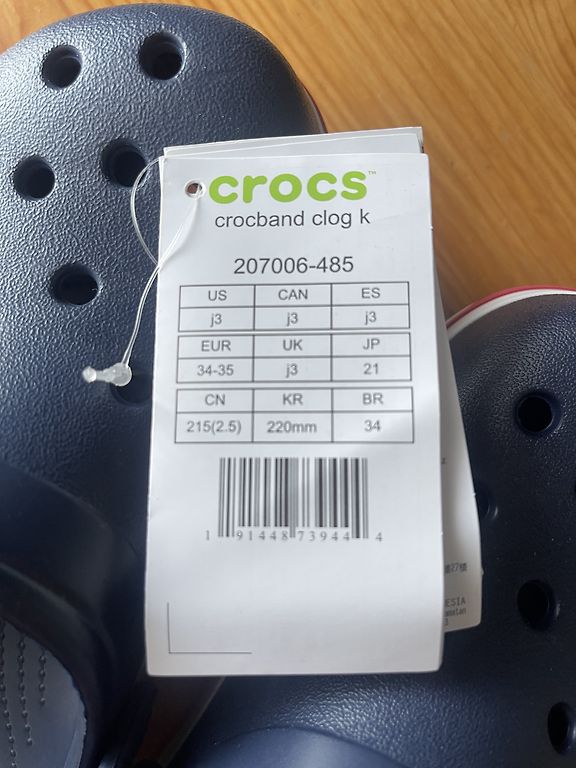 crocs™
crocband clog k
207006-485
US CAN ES
j3 j3 j3
EUR UK JP
34-35 j3 21
CN KR BR
215(2.5) 220mm 34
1 91448 73944 4